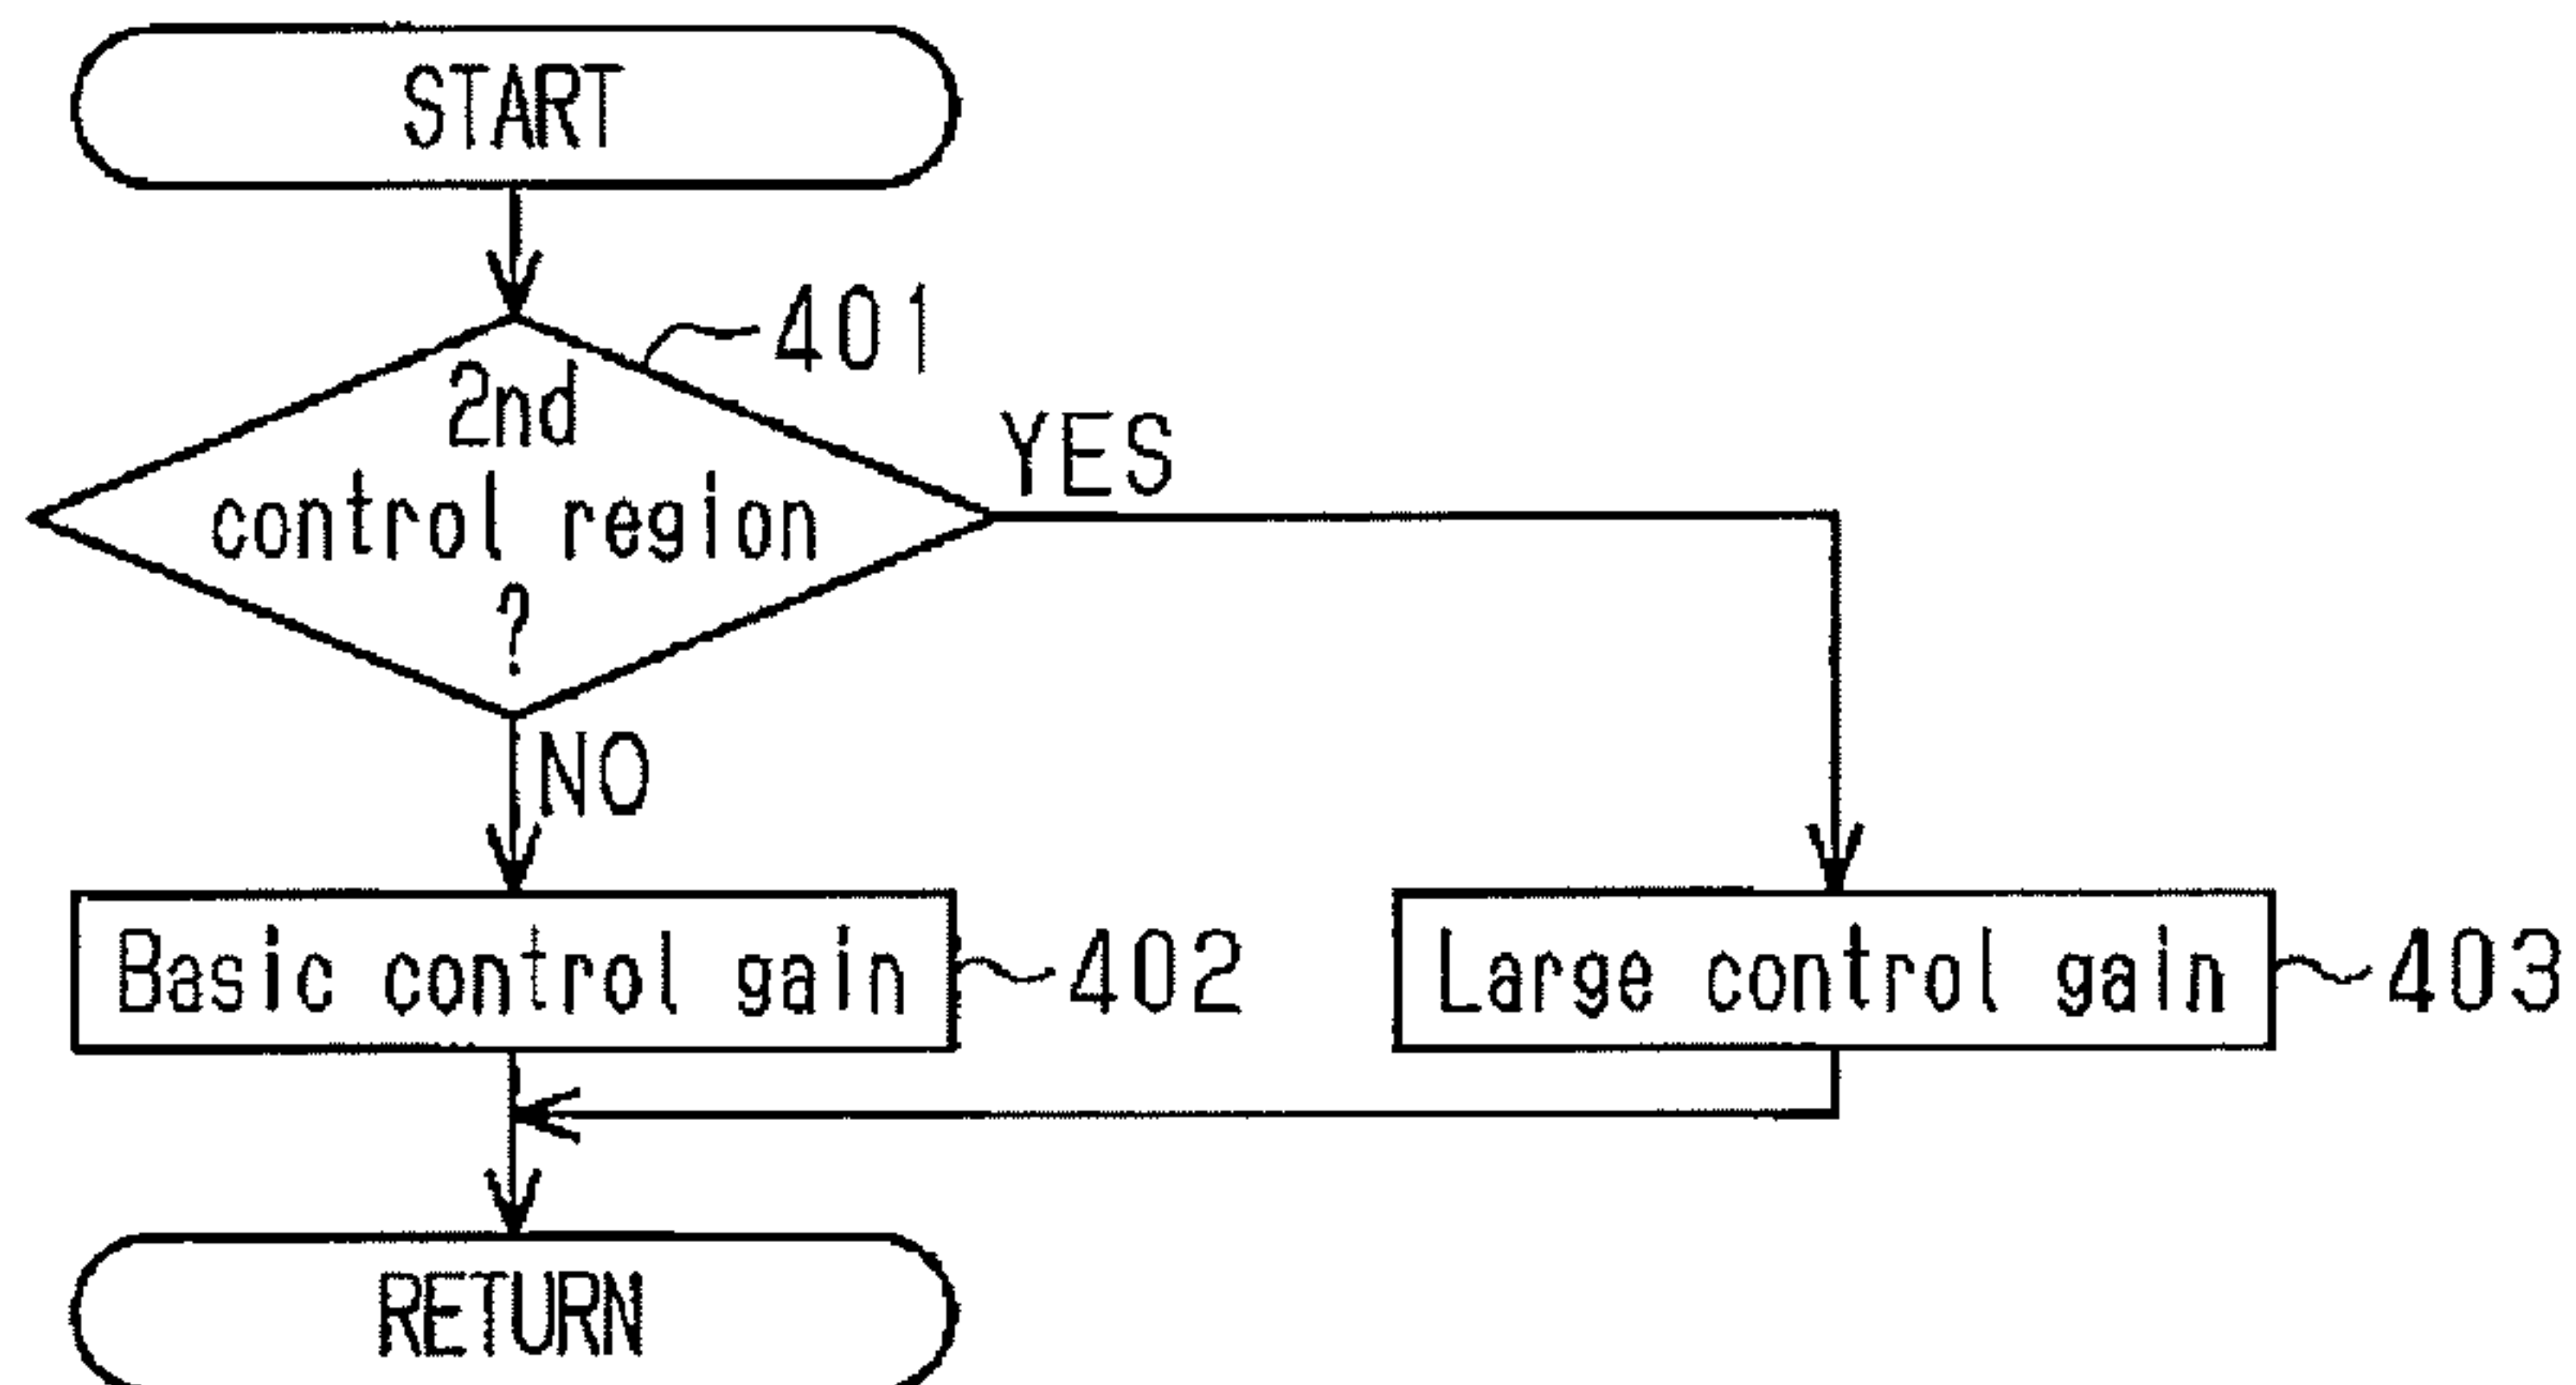 START
401
2nd
control region
?
YES
NO
Basic control gain
402
Large control gain
403
RETURN